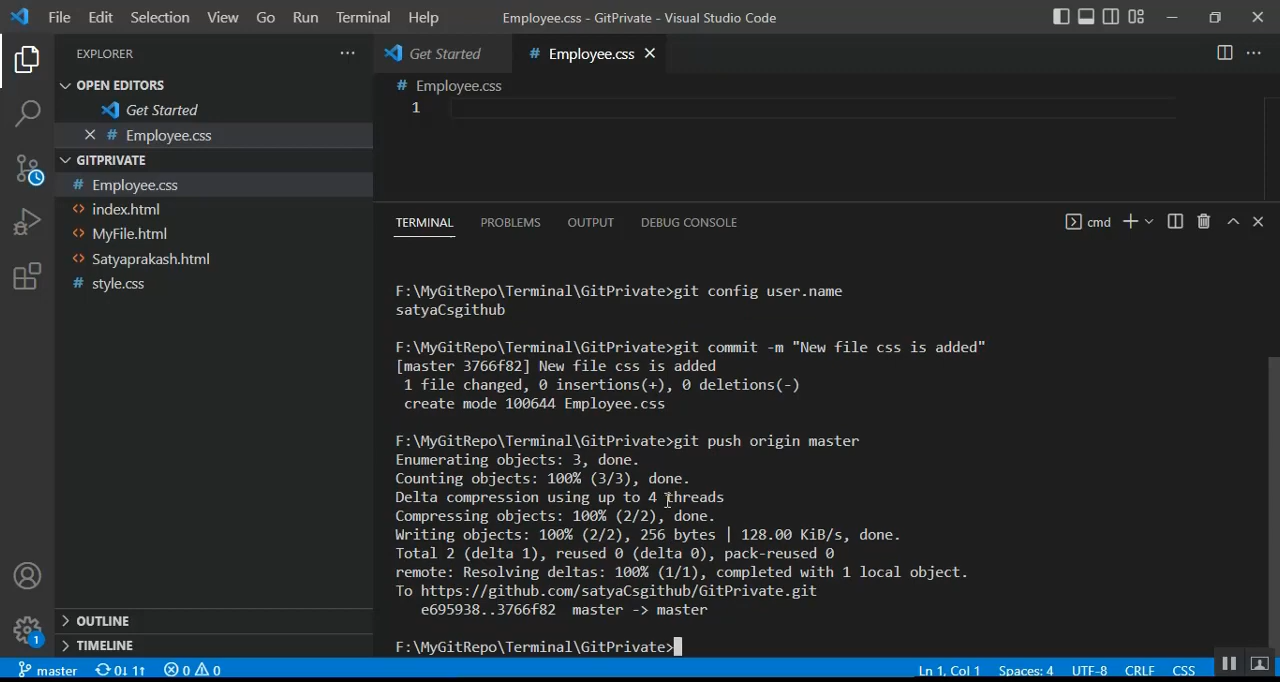 File Edit Selection View Go Run Terminal Help Employee.css - GitPrivate - Visual Studio Code
EXPLORER
OPEN EDITORS
Get Started
Employee.css
GITPRIVATE
Employee.css
index.html
MyFile.html
Satyaprakash.html
style.css
OUTLINE
TIMELINE
Get Started
# Employee.css
# Employee.css
1
TERMINAL PROBLEMS OUTPUT DEBUG CONSOLE cmd
F:\MyGitRepo\Terminal\GitPrivate>git config user.name
satyaCsgithub
F:\MyGitRepo\Terminal\GitPrivate>git commit -m "New file css is added"
[master 3766f82] New file css is added
1 file changed, 0 insertions(+), 0 deletions(-)
create mode 100644 Employee.css
F:\MyGitRepo\Terminal\GitPrivate>git push origin master
Enumerating objects: 3, done.
Counting objects: 100% (3/3), done.
Delta compression using up to 4 threads
Compressing objects: 100% (2/2), done.
Writing objects: 100% (2/2), 256 bytes | 128.00 KiB/s, done.
Total 2 (delta 1), reused 0 (delta 0), pack-reused 0
remote: Resolving deltas: 100% (1/1), completed with 1 local object.
To https://github.com/satyaCsgithub/GitPrivate.git
e695938..3766f82 master -> master
F:\MyGitRepo\Terminal\GitPrivate>
1
master 0↓ 1↑ 0 0 Ln 1, Col 1 Spaces: 4 UTF-8 CRLF CSS